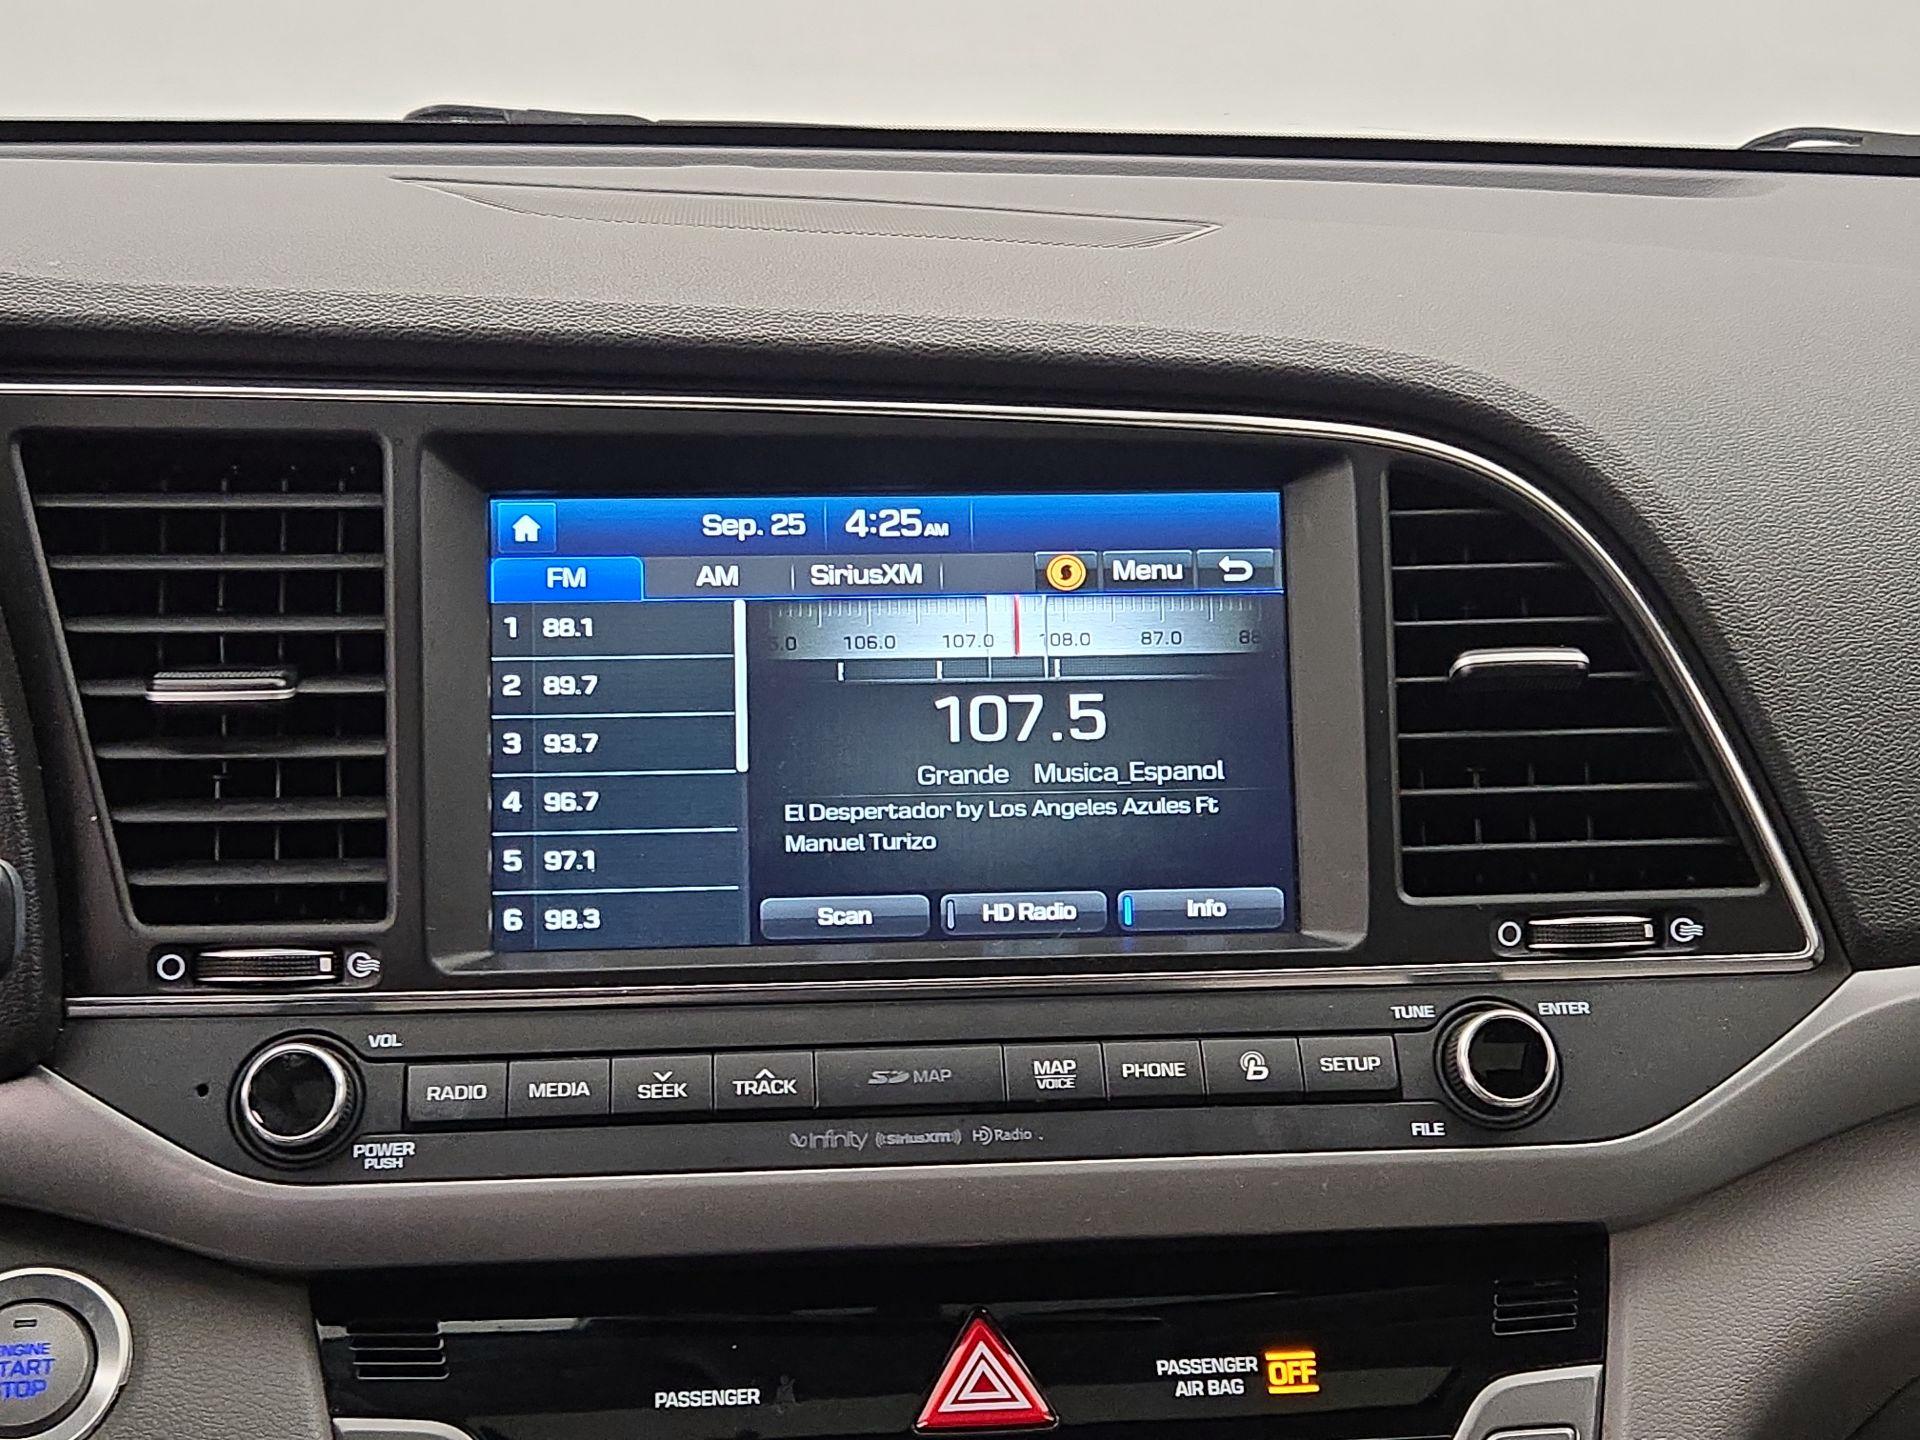 Sep. 25 4:25AM
FM AM SiriusXM Menu
1 88.1
2 89.7
3 93.7
4 96.7
5 97.1
6 98.3
106.0 107.0 108.0 87.0 88
107.5
Grande Musica_Espanol
El Despertador by Los Angeles Azules Ft
Manuel Turizo
Scan HD Radio Info
VOL TUNE ENTER
RADIO MEDIA SEEK TRACK SD MAP MAP VOICE PHONE SETUP
POWER PUSH FILE
Infinity SiriusXM HD Radio
ENGINE
START
STOP
PASSENGER
PASSENGER AIR BAG OFF